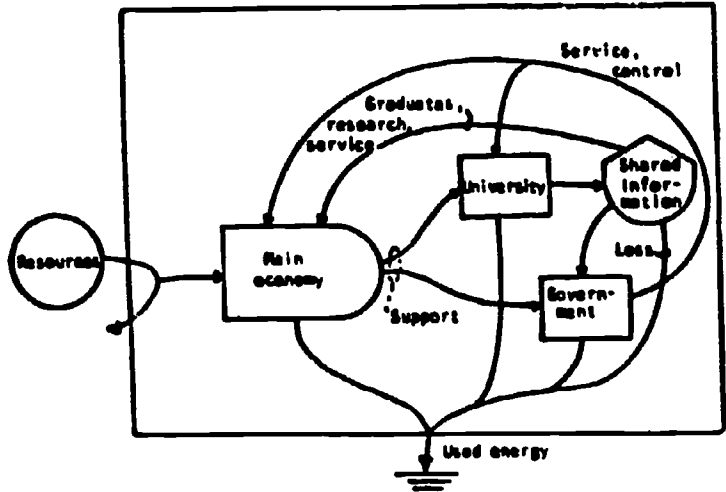 Service,
control
Graduates,
research,
service
Shared
infor-
mation
University
Resources
Main
economy
Loss
Govern-
ment
Support
Used energy